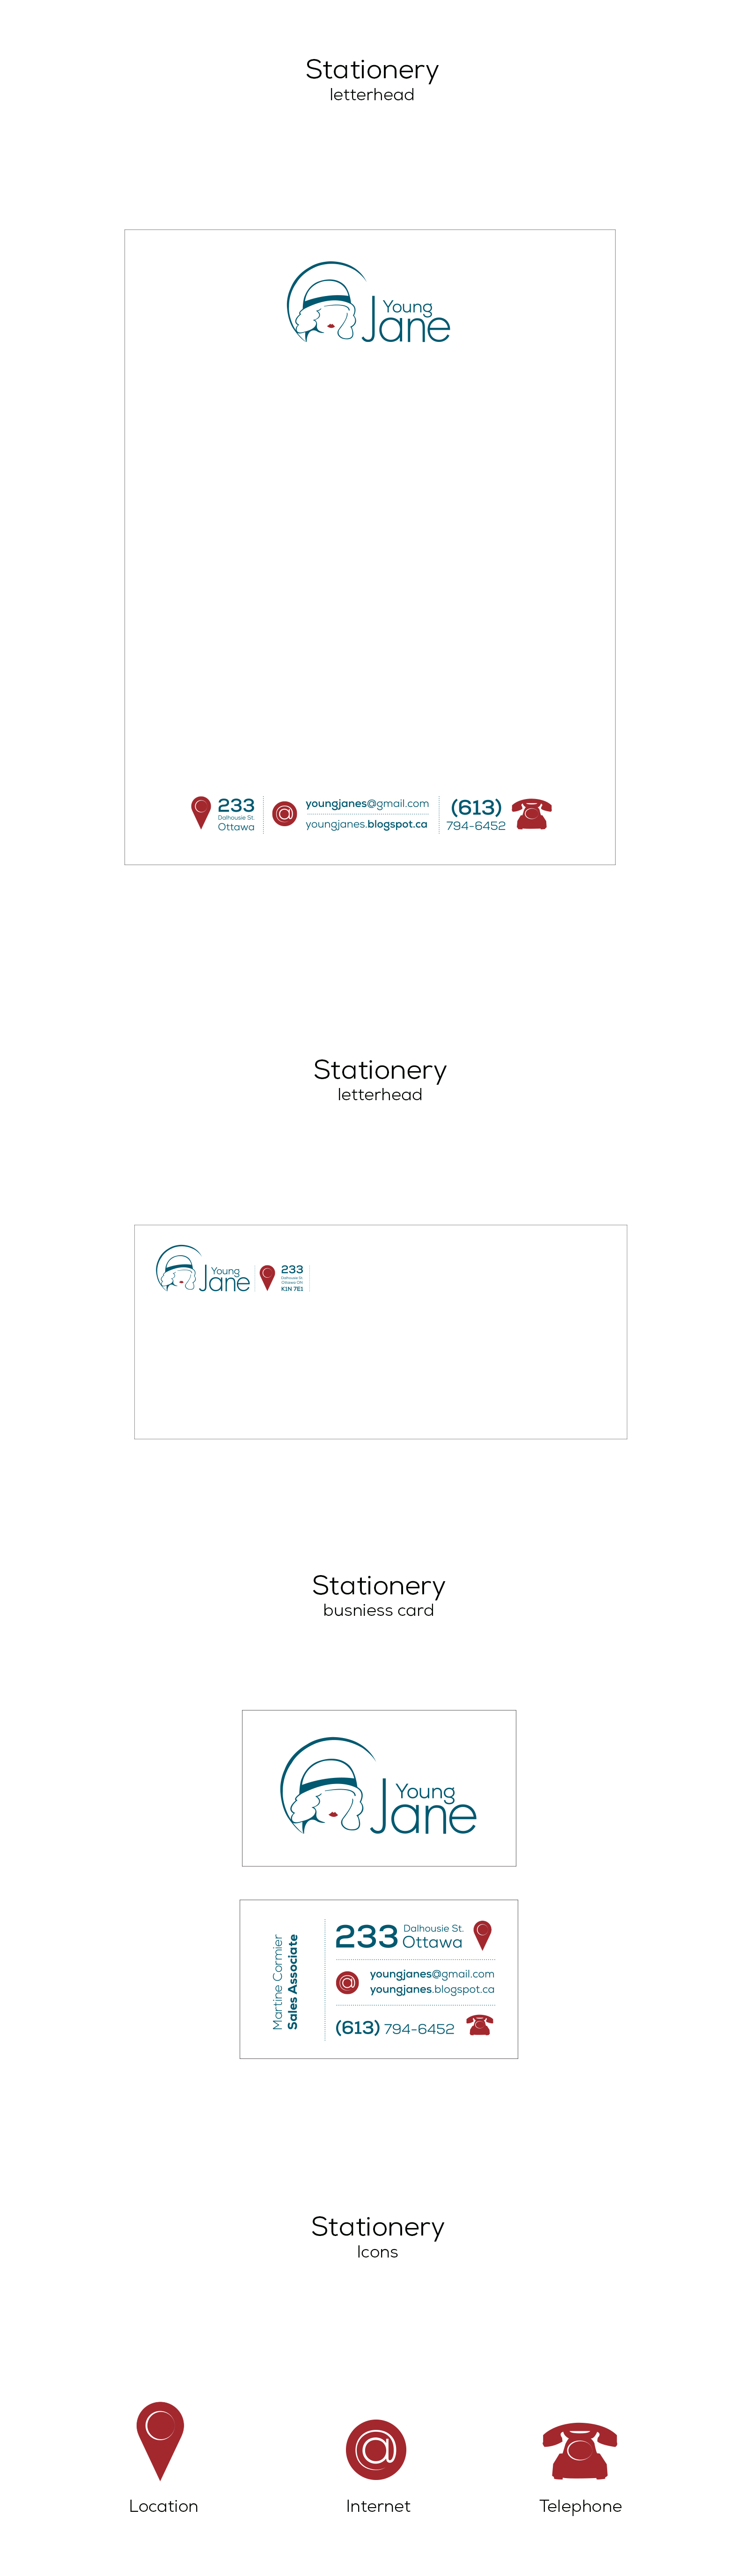 Stationery
letterhead
Young
Jane
233
Dalhousie St.
Ottawa
@
youngjanes@gmail.com
youngjanes.blogspot.ca
(613)
794-6452
Stationery
letterhead
Young
Jane
233
Dalhousie St
Ottawa ON
K1N 7E1
Stationery
busniess card
Young
Jane
Martine Cormier
Sales Associate
233
Dalhousie St.
Ottawa
@
youngjanes@gmail.com
youngjanes.blogspot.ca
(613) 794-6452
Stationery
Icons
@
Location
Internet
Telephone